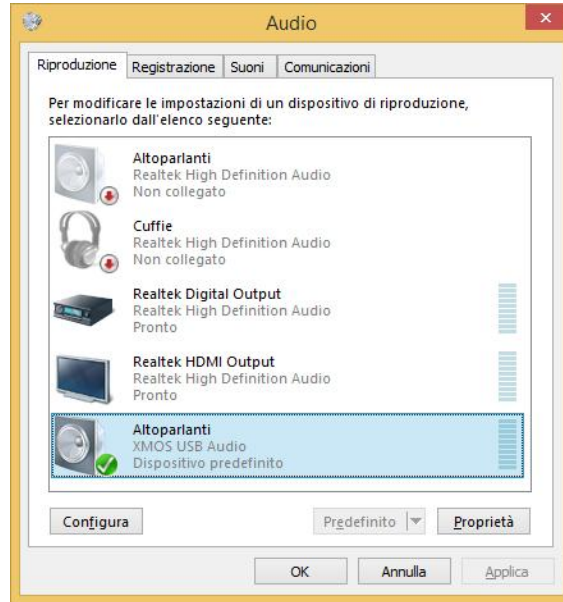 Audio
Riproduzione Registrazione Suoni Comunicazioni
Per modificare le impostazioni di un dispositivo di riproduzione,
selezionarlo dall'elenco seguente:
Altoparlanti
Realtek High Definition Audio
Non collegato
Cuffie
Realtek High Definition Audio
Non collegato
Realtek Digital Output
Realtek High Definition Audio
Pronto
Realtek HDMI Output
Realtek High Definition Audio
Pronto
Altoparlanti
XMOS USB Audio
Dispositivo predefinito
Configura Predefinito Proprietà
OK Annulla Applica